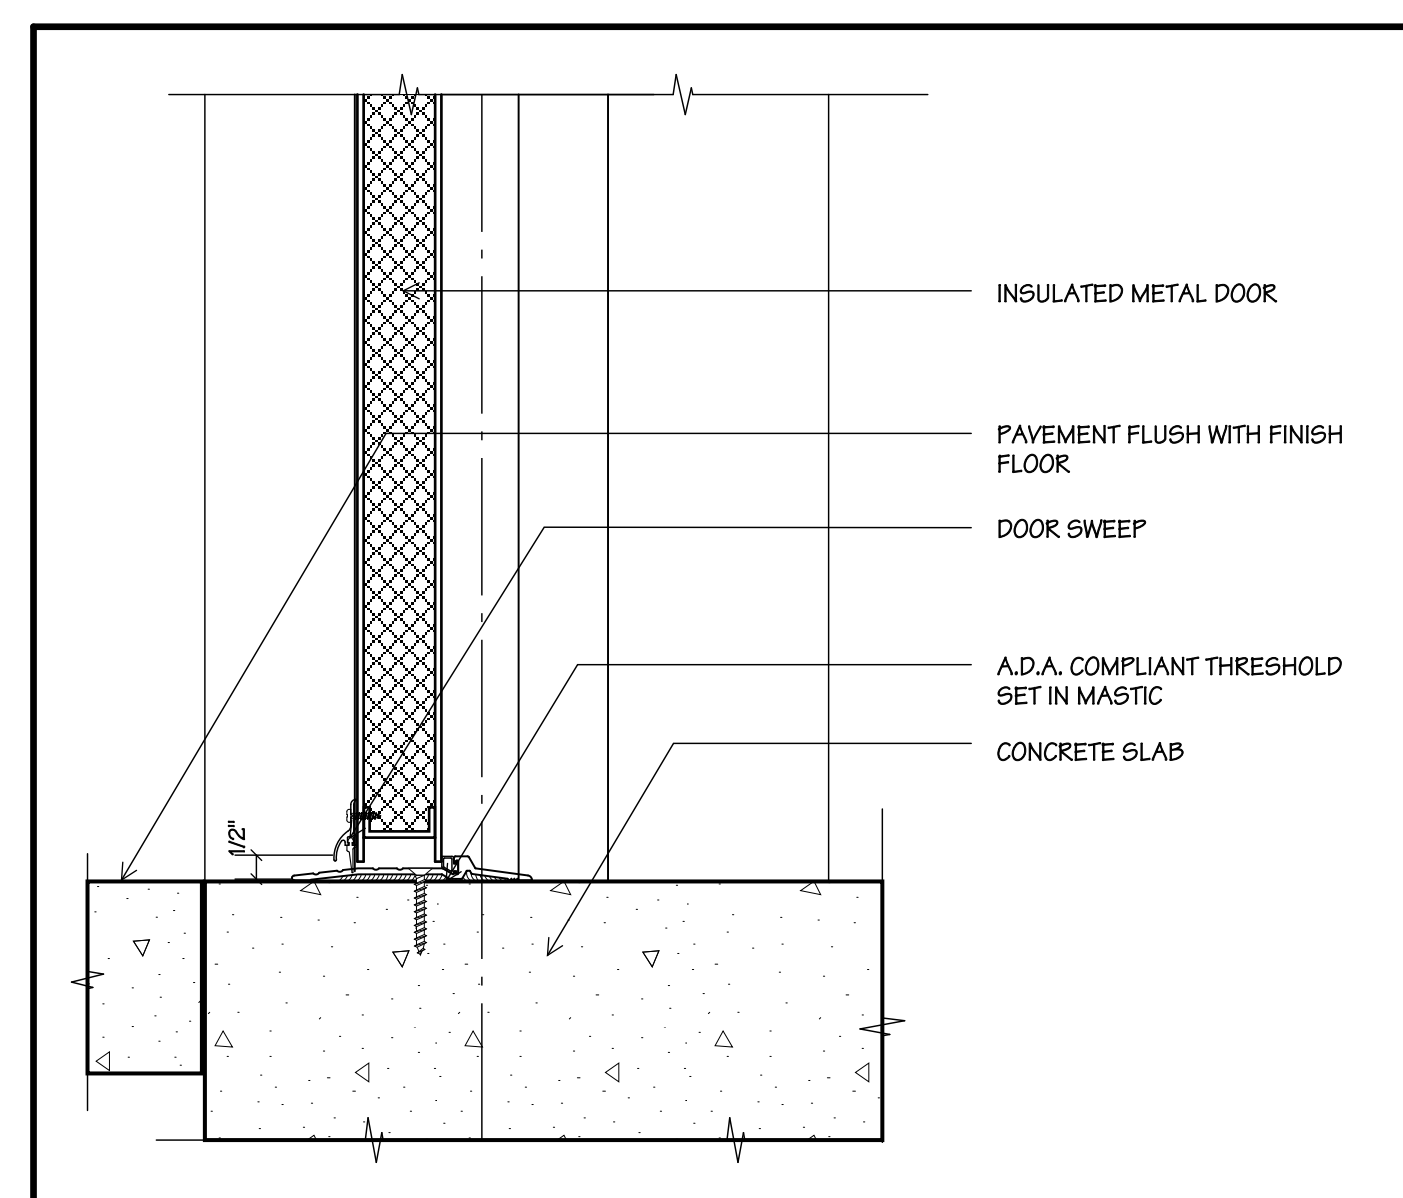 INSULATED METAL DOOR
PAVEMENT FLUSH WITH FINISH
FLOOR
DOOR SWEEP
A.D.A. COMPLIANT THRESHOLD
SET IN MASTIC
CONCRETE SLAB
1/2"